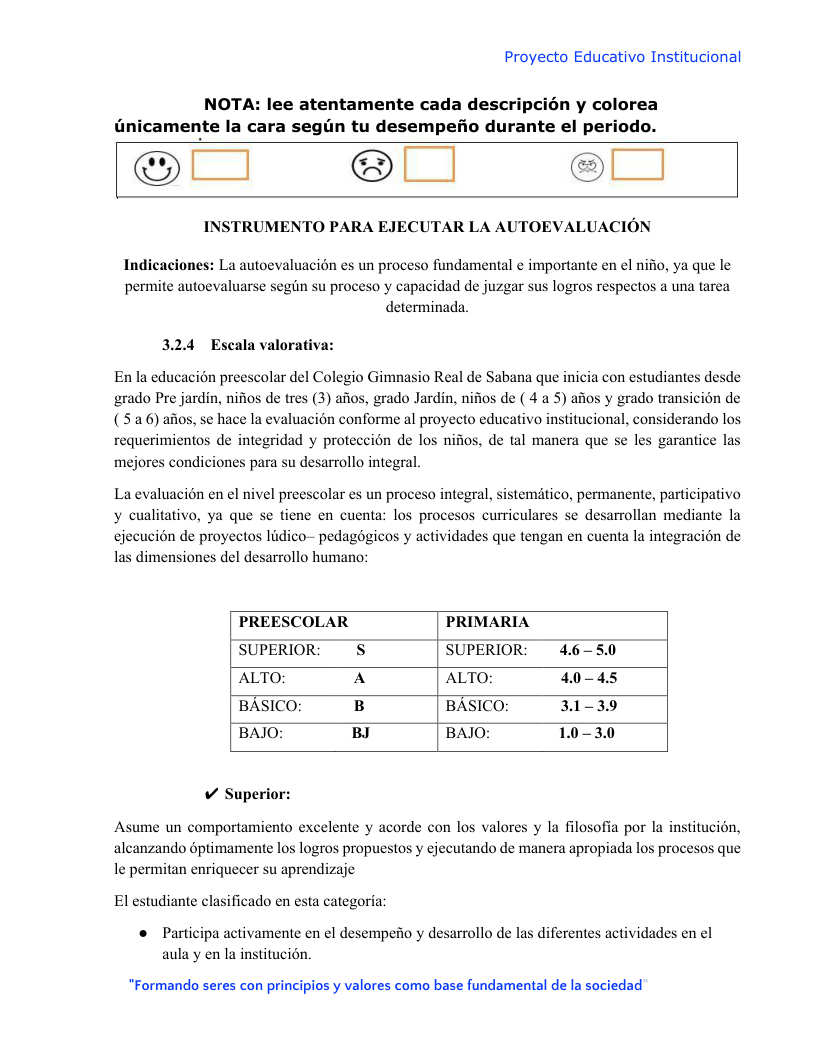 Proyecto Educativo Institucional
NOTA: lee atentamente cada descripción y colorea
únicamente la cara según tu desempeño durante el periodo.
INSTRUMENTO PARA EJECUTAR LA AUTOEVALUACIÓN
Indicaciones: La autoevaluación es un proceso fundamental e importante en el niño, ya que le
permite autoevaluarse según su proceso y capacidad de juzgar sus logros respectos a una tarea
determinada.
3.2.4 Escala valorativa:
En la educación preescolar del Colegio Gimnasio Real de Sabana que inicia con estudiantes desde
grado Pre jardín, niños de tres (3) años, grado Jardín, niños de ( 4 a 5) años y grado transición de
( 5 a 6) años, se hace la evaluación conforme al proyecto educativo institucional, considerando los
requerimientos de integridad y protección de los niños, de tal manera que se les garantice las
mejores condiciones para su desarrollo integral.
La evaluación en el nivel preescolar es un proceso integral, sistemático, permanente, participativo
y cualitativo, ya que se tiene en cuenta: los procesos curriculares se desarrollan mediante la
ejecución de proyectos lúdico– pedagógicos y actividades que tengan en cuenta la integración de
las dimensiones del desarrollo humano:
PREESCOLAR PRIMARIA
SUPERIOR: S SUPERIOR: 4.6 – 5.0
ALTO: A ALTO: 4.0 – 4.5
BÁSICO: B BÁSICO: 3.1 – 3.9
BAJO: BJ BAJO: 1.0 – 3.0
✔ Superior:
Asume un comportamiento excelente y acorde con los valores y la filosofía por la institución,
alcanzando óptimamente los logros propuestos y ejecutando de manera apropiada los procesos que
le permitan enriquecer su aprendizaje
El estudiante clasificado en esta categoría:
● Participa activamente en el desempeño y desarrollo de las diferentes actividades en el
aula y en la institución.
"Formando seres con principios y valores como base fundamental de la sociedad"